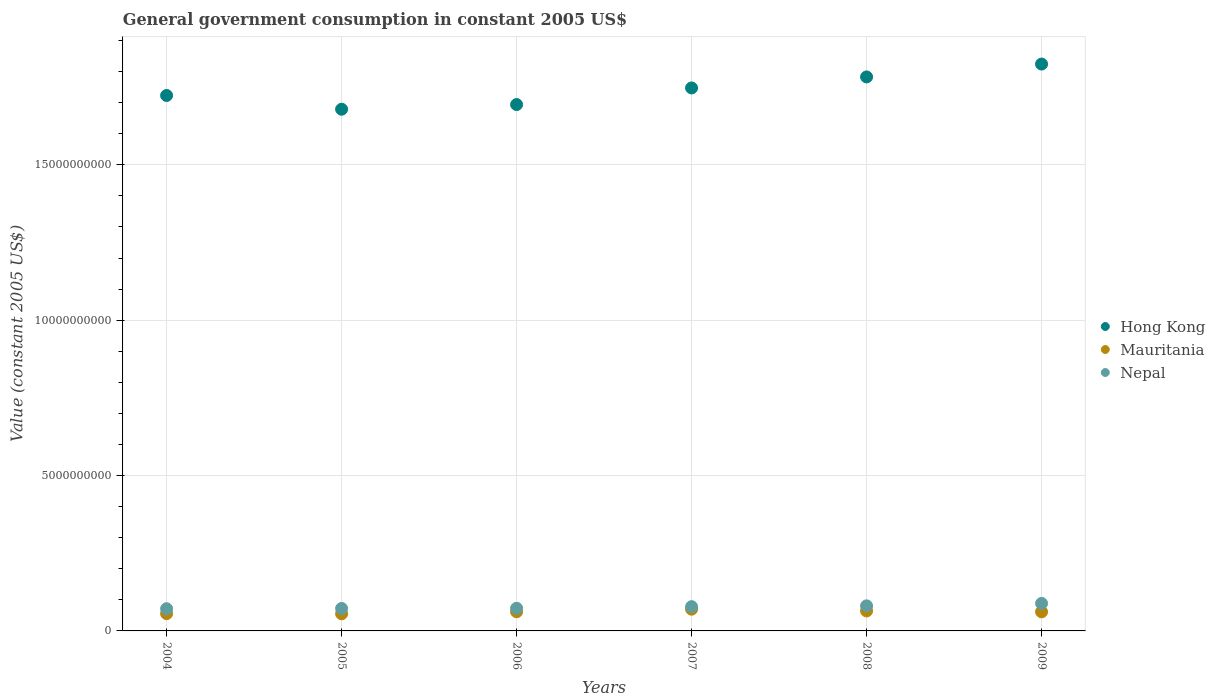 General government consumption in constant 2005 US$
Value (constant 2005 US$)
15000000000
10000000000
5000000000
0
2004
2005
2006
2007
2008
2009
Years
Hong Kong
Mauritania
Nepal